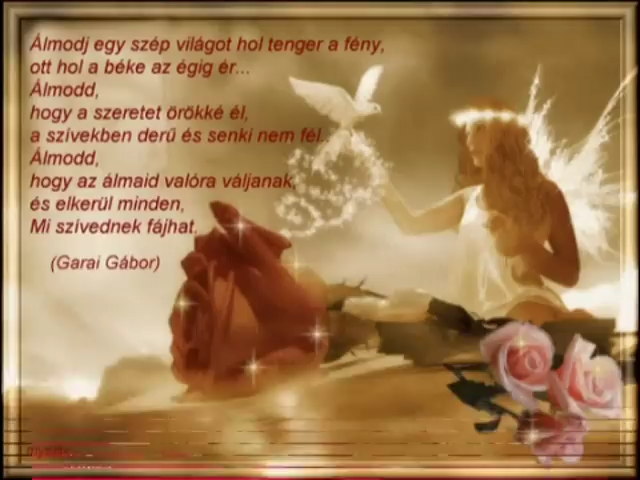 Álmodj egy szép világot hol tenger a fény,
ott hol a béke az égig ér...
Álmodd,
hogy a szeretet örökké él,
a szívekben derű és senki nem fél..
Álmodd,
hogy az álmaid valóra váljanak,
és elkerül minden,
Mi szívednek fájhat.
(Garai Gábor)